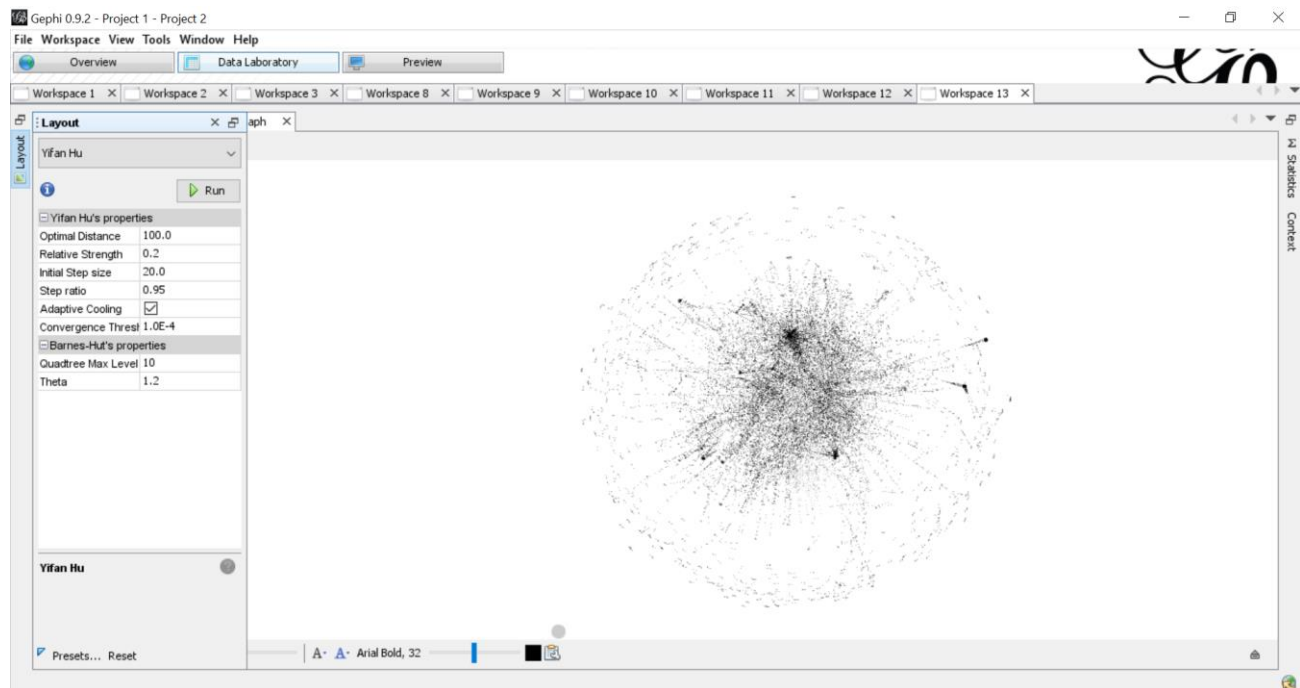 Gephi 0.9.2 - Project 1 - Project 2
File Workspace View Tools Window Help
Overview Data Laboratory Preview
Workspace 1 Workspace 2 Workspace 3 Workspace 8 Workspace 9 Workspace 10 Workspace 11 Workspace 12 Workspace 13
Layout
Layout aph
Yifan Hu
Run
Yifan Hu's properties
Optimal Distance 100.0
Relative Strength 0.2
Initial Step size 20.0
Step ratio 0.95
Adaptive Cooling
Convergence Thresh 1.0E-4
Barnes-Hut's properties
Quadtree Max Level 10
Theta 1.2
Yifan Hu
Presets... Reset
A- A- Arial Bold, 32
Statistics
Context